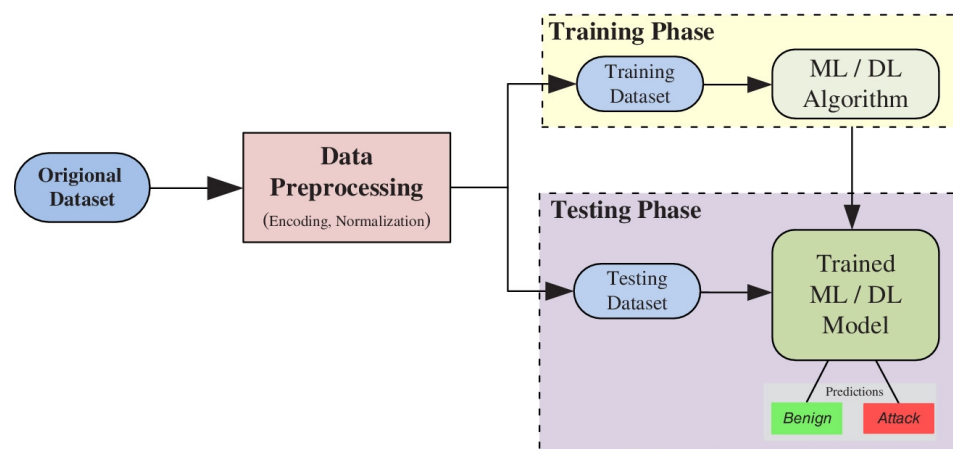 Origional
Dataset
Data
Preprocessing
(Encoding, Normalization)
Training Phase
Training
Dataset
ML / DL
Algorithm
Testing Phase
Testing
Dataset
Trained
ML / DL
Model
Predictions
Benign
Attack